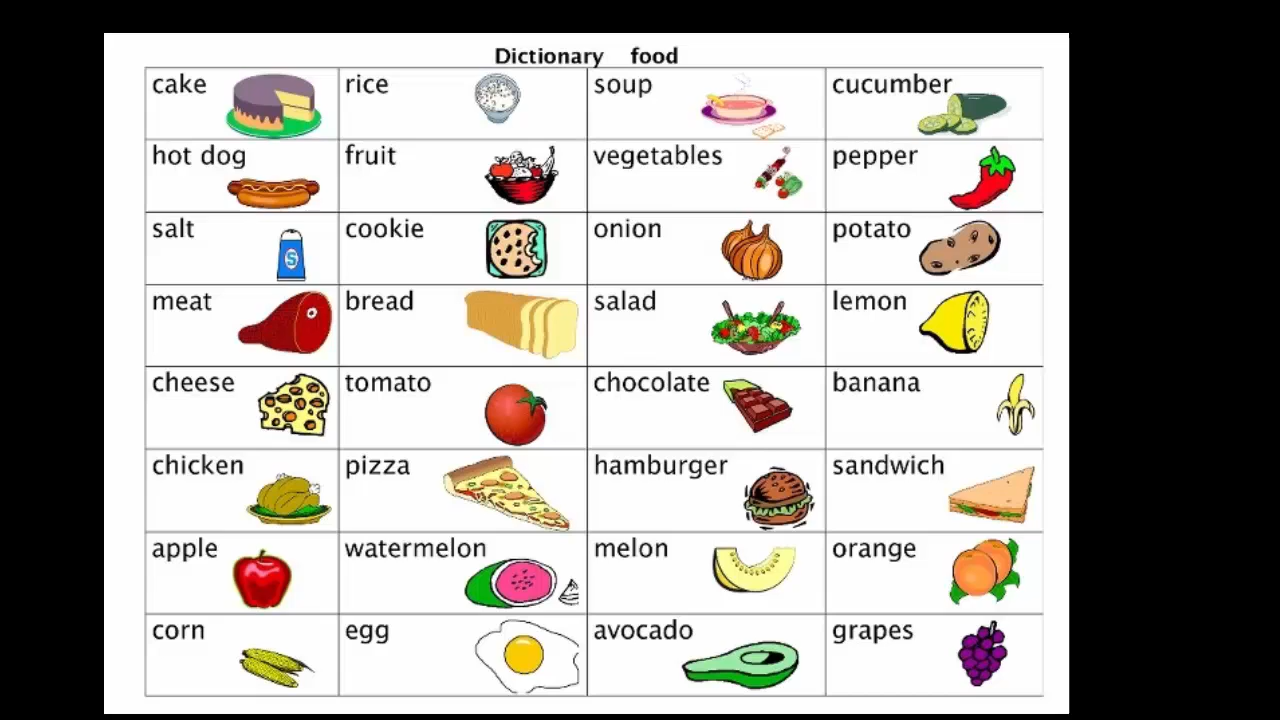 Dictionary food
cake rice soup cucumber
hot dog fruit vegetables pepper
salt cookie onion potato
S
meat bread salad lemon
cheese tomato chocolate banana
chicken pizza hamburger sandwich
apple watermelon melon orange
corn egg avocado grapes